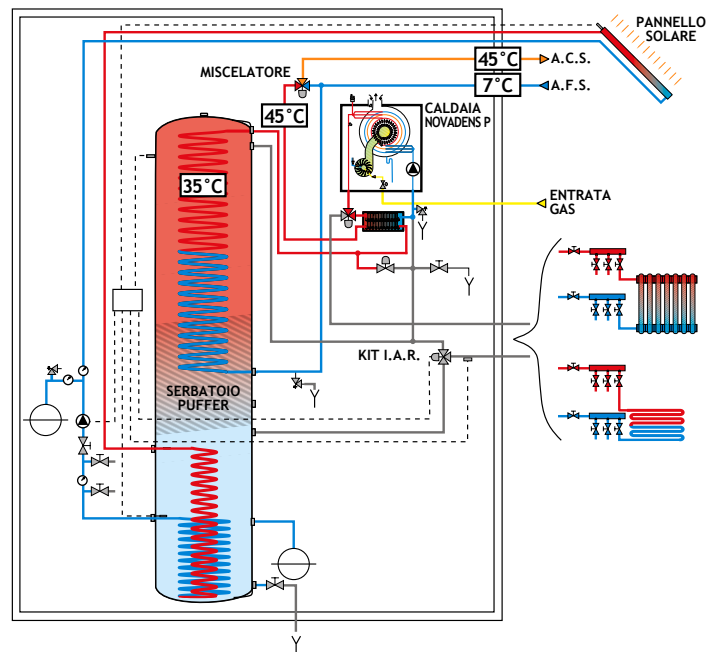 PANNELLO
SOLARE
45°C
A.C.S.
MISCELATORE
7°C
A.F.S.
45°C
CALDAIA
NOVADENS P
35°C
ENTRATA
GAS
KIT I.A.R.
SERBATOIO
PUFFER